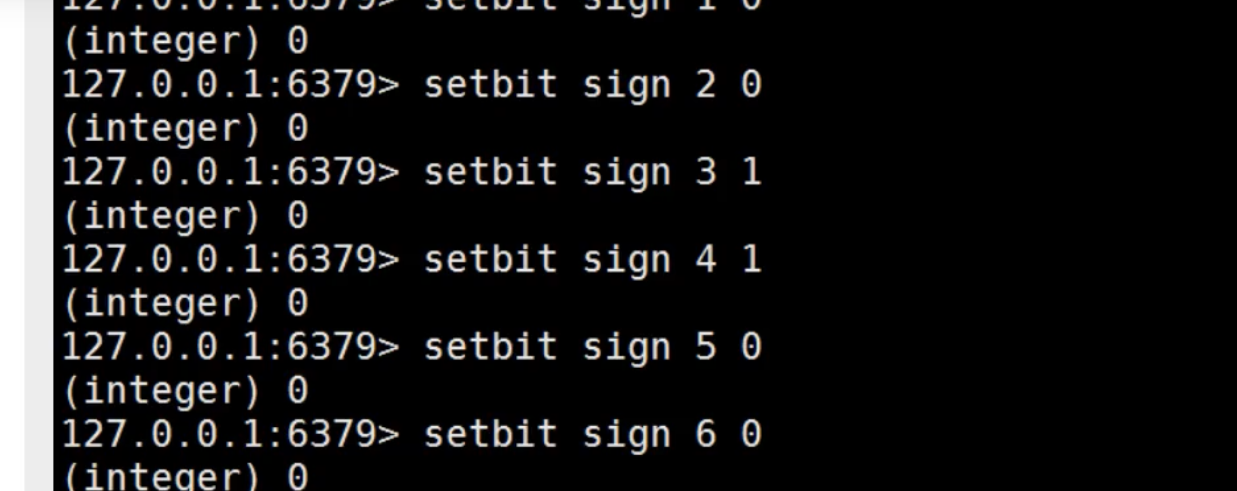 127.0.0.1:6379> setbit sign 1 0
(integer) 0
127.0.0.1:6379> setbit sign 2 0
(integer) 0
127.0.0.1:6379> setbit sign 3 1
(integer) 0
127.0.0.1:6379> setbit sign 4 1
(integer) 0
127.0.0.1:6379> setbit sign 5 0
(integer) 0
127.0.0.1:6379> setbit sign 6 0
(integer) 0